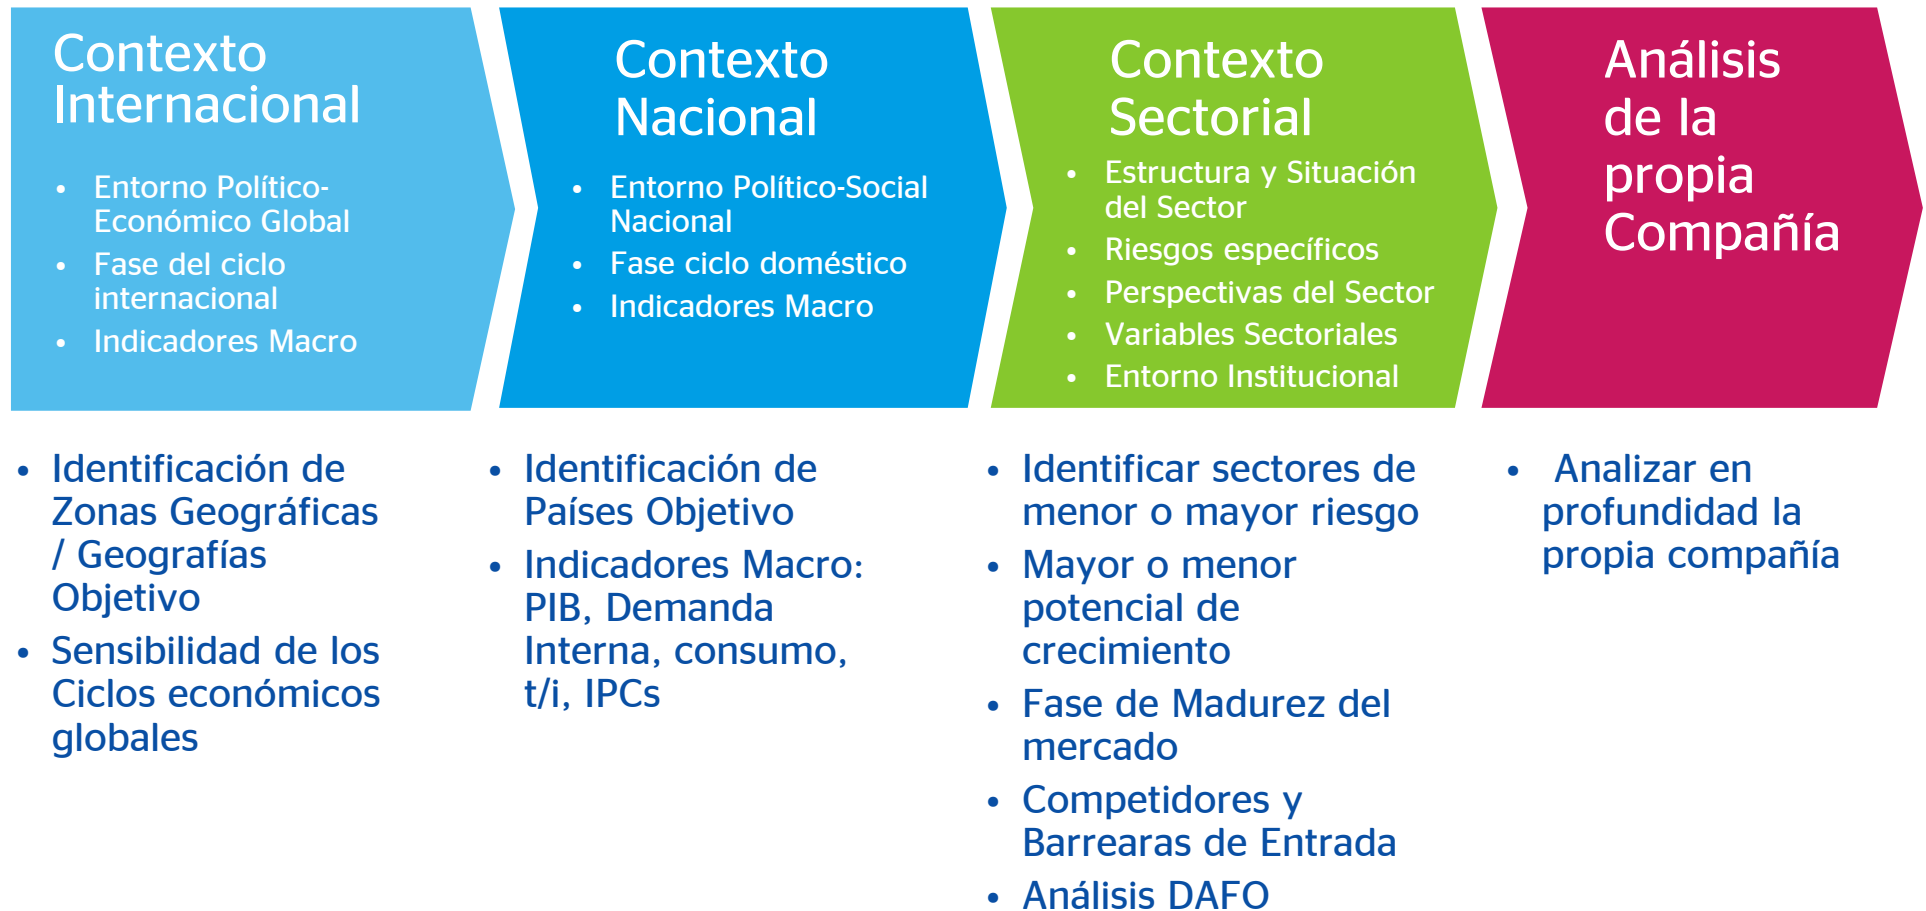 Contexto
Internacional
• Entorno Político-
Económico Global
• Fase del ciclo
internacional
• Indicadores Macro
Contexto
Nacional
• Entorno Político-Social
Nacional
• Fase ciclo doméstico
• Indicadores Macro
Contexto
Sectorial
• Estructura y Situación
del Sector
• Riesgos específicos
• Perspectivas del Sector
• Variables Sectoriales
• Entorno Institucional
Análisis
de la
propia
Compañía
• Identificación de
Zonas Geográficas
/ Geografías
Objetivo
• Sensibilidad de los
Ciclos económicos
globales
• Identificación de
Países Objetivo
• Indicadores Macro:
PIB, Demanda
Interna, consumo,
t/i, IPCs
• Identificar sectores de
menor o mayor riesgo
• Mayor o menor
potencial de
crecimiento
• Fase de Madurez del
mercado
• Competidores y
Barrearas de Entrada
• Análisis DAFO
• Analizar en
profundidad la
propia compañía